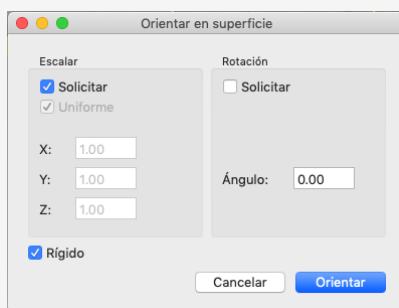 Orientar en superficie
Escalar
Solicitar
Uniforme
X: 1.00
Y: 1.00
Z: 1.00
Rotación
Solicitar
Ángulo: 0.00
Rígido
Cancelar
Orientar